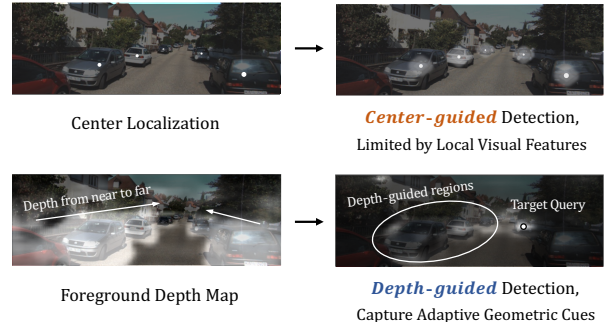 Center Localization
Center-guided Detection,
Limited by Local Visual Features
Depth from near to far
Depth-guided regions
Target Query
Foreground Depth Map
Depth-guided Detection,
Capture Adaptive Geometric Cues